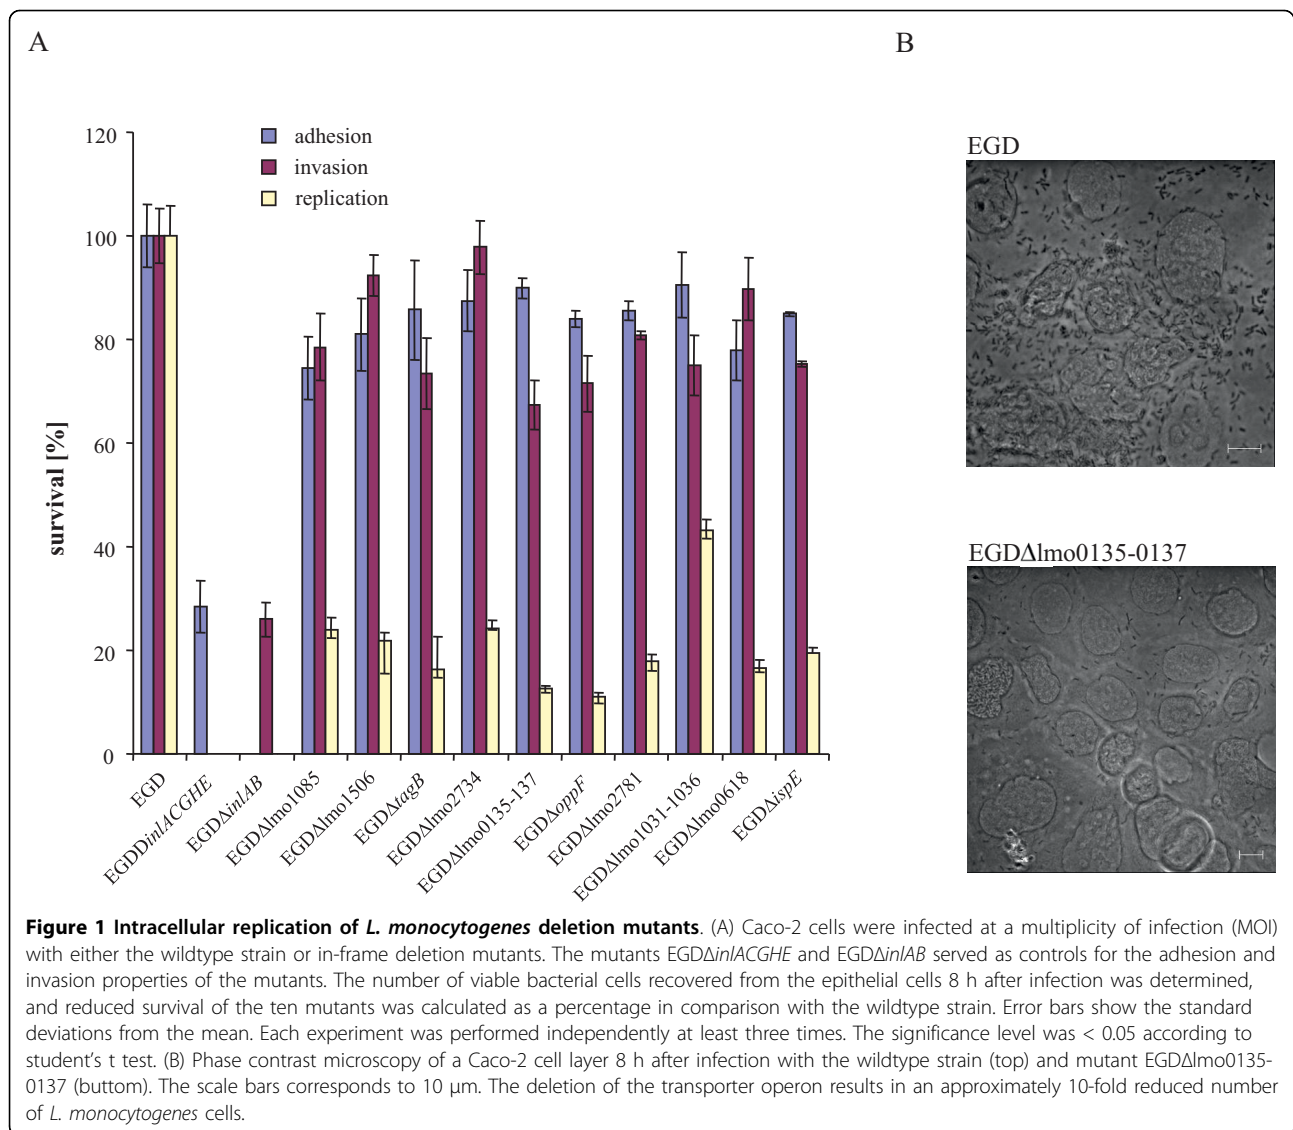 A
B
120
100
80
60
40
20
0
survival [%]
adhesion
invasion
replication
EGD
EGDDinlACGHE
EGDΔinlAB
EGDΔlmo1085
EGDΔlmo1506
EGDΔtagB
EGDΔlmo2734
EGDΔlmo0135-137
EGDΔoppF
EGDΔlmo2781
EGDΔlmo1031-1036
EGDΔlmo0618
EGDΔispE
EGD
EGDΔlmo0135-0137
Figure 1 Intracellular replication of L. monocytogenes deletion mutants. (A) Caco-2 cells were infected at a multiplicity of infection (MOI)
with either the wildtype strain or in-frame deletion mutants. The mutants EGDΔinlACGHE and EGDΔinlAB served as controls for the adhesion and
invasion properties of the mutants. The number of viable bacterial cells recovered from the epithelial cells 8 h after infection was determined,
and reduced survival of the ten mutants was calculated as a percentage in comparison with the wildtype strain. Error bars show the standard
deviations from the mean. Each experiment was performed independently at least three times. The significance level was < 0.05 according to
student's t test. (B) Phase contrast microscopy of a Caco-2 cell layer 8 h after infection with the wildtype strain (top) and mutant EGDΔlmo0135-
0137 (buttom). The scale bars corresponds to 10 μm. The deletion of the transporter operon results in an approximately 10-fold reduced number
of L. monocytogenes cells.